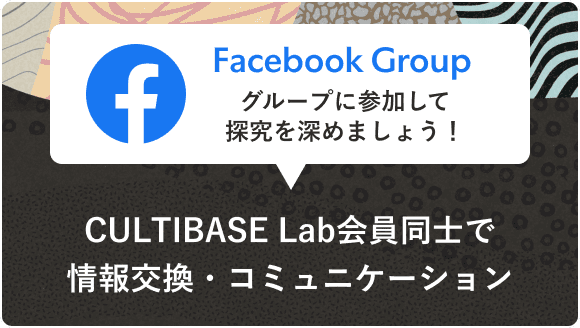 Facebook Group
グループに参加して
探究を深めましょう！
CULTIBASE Lab会員同士で
情報交換・コミュニケーション